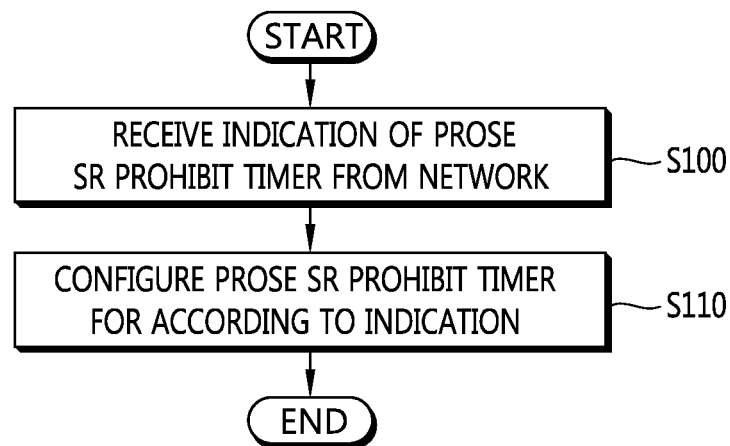 START
RECEIVE INDICATION OF PROSE
SR PROHIBIT TIMER FROM NETWORK
S100
CONFIGURE PROSE SR PROHIBIT TIMER
FOR ACCORDING TO INDICATION
S110
END